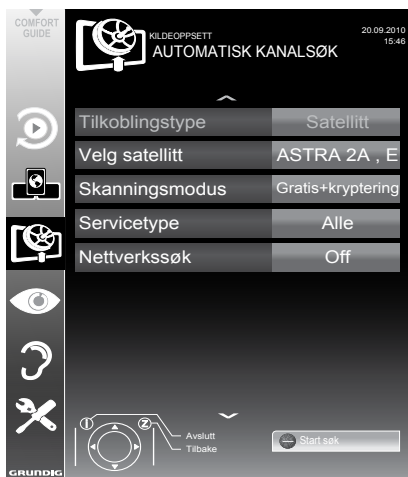 COMFORT
GUIDE
KILDEOPPSETT
AUTOMATISK KANALSØK
20.09.2010
15:46
Tilkoblingstype Satellitt
Velg satellitt ASTRA 2A , E
Skanningsmodus Gratis+kryptering
Servicetype Alle
Nettverkssøk Off
i Z
Avslutt
Tilbake
Start søk
GRUNDIG